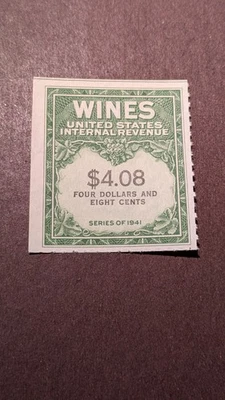 WINES
UNITED STATES
INTERNAL REVENUE
$4.08
FOUR DOLLARS AND
EIGHT CENTS
SERIES OF 1941